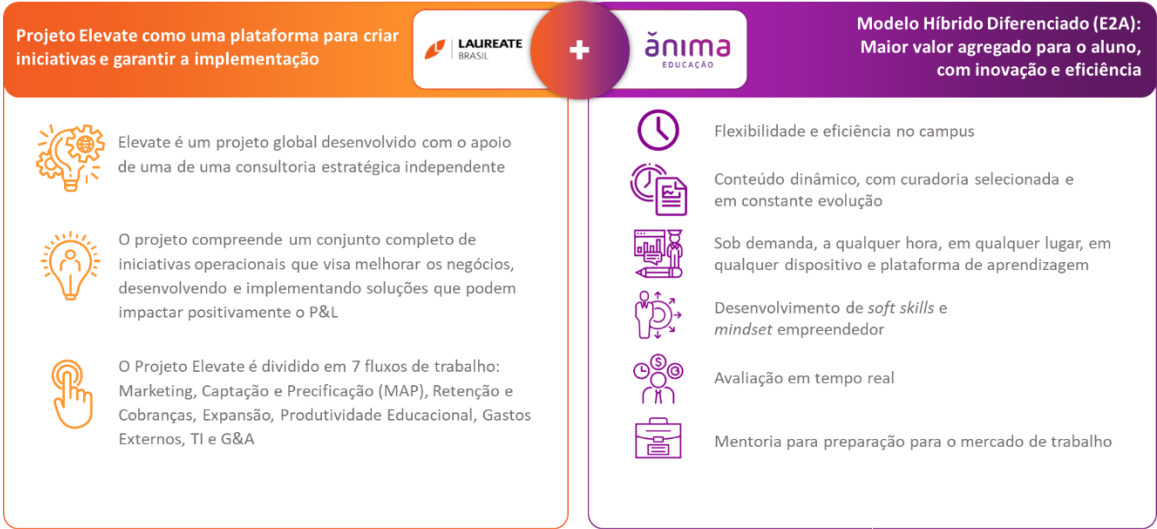 Projeto Elevate como uma plataforma para criar
iniciativas e garantir a implementação
LAUREATE
BRASIL
+
ănima
EDUCAÇÃO
Modelo Híbrido Diferenciado (E2A):
Maior valor agregado para o aluno,
com inovação e eficiência
Elevate é um projeto global desenvolvido com o apoio
de uma de uma consultoria estratégica independente
O projeto compreende um conjunto completo de
iniciativas operacionais que visa melhorar os negócios,
desenvolvendo e implementando soluções que podem
impactar positivamente o P&L
O Projeto Elevate é dividido em 7 fluxos de trabalho:
Marketing, Captação e Precificação (MAP), Retenção e
Cobranças, Expansão, Produtividade Educacional, Gastos
Externos, TI e G&A
Flexibilidade e eficiência no campus
Conteúdo dinâmico, com curadoria selecionada e
em constante evolução
Sob demanda, a qualquer hora, em qualquer lugar, em
qualquer dispositivo e plataforma de aprendizagem
Desenvolvimento de soft skills e
mindset empreendedor
Avaliação em tempo real
Mentoria para preparação para o mercado de trabalho